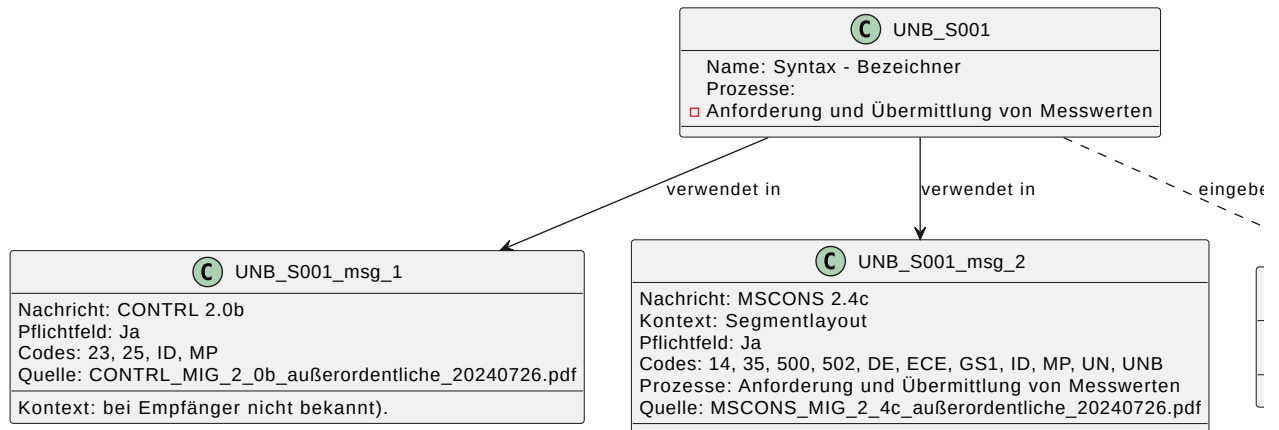 C UNB_S001
Name: Syntax - Bezeichner
Prozesse:
Anforderung und Übermittlung von Messwerten
verwendet in
verwendet in
eingebe
C UNB_S001_msg_1
Nachricht: CONTRL 2.0b
Pflichtfeld: Ja
Codes: 23, 25, ID, MP
Quelle: CONTRL_MIG_2_0b_außerordentliche_20240726.pdf
Kontext: bei Empfänger nicht bekannt).
C UNB_S001_msg_2
Nachricht: MSCONS 2.4c
Kontext: Segmentlayout
Pflichtfeld: Ja
Codes: 14, 35, 500, 502, DE, ECE, GS1, ID, MP, UN, UNB
Prozesse: Anforderung und Übermittlung von Messwerten
Quelle: MSCONS_MIG_2_4c_außerordentliche_20240726.pdf